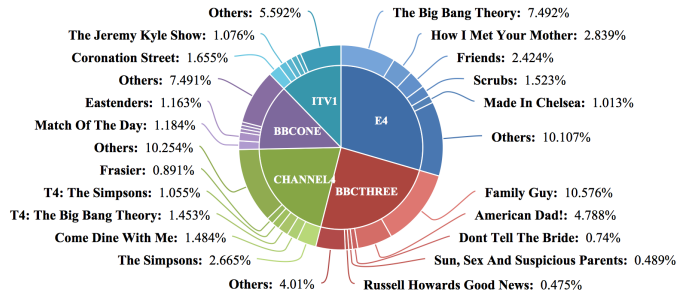 Others: 5.592%
The Big Bang Theory: 7.492%
The Jeremy Kyle Show: 1.076%
How I Met Your Mother: 2.839%
Coronation Street: 1.655%
Friends: 2.424%
Others: 7.491%
Scrubs: 1.523%
Eastenders: 1.163%
Made In Chelsea: 1.013%
Match Of The Day: 1.184%
Others: 10.107%
Others: 10.254%
Frasier: 0.891%
Family Guy: 10.576%
T4: The Simpsons: 1.055%
American Dad!: 4.788%
T4: The Big Bang Theory: 1.453%
Dont Tell The Bride: 0.74%
Come Dine With Me: 1.484%
Sun, Sex And Suspicious Parents: 0.489%
The Simpsons: 2.665%
Others: 4.01%
Russell Howards Good News: 0.475%
ITV1
E4
BBCONE
CHANNEL4
BBCTHREE